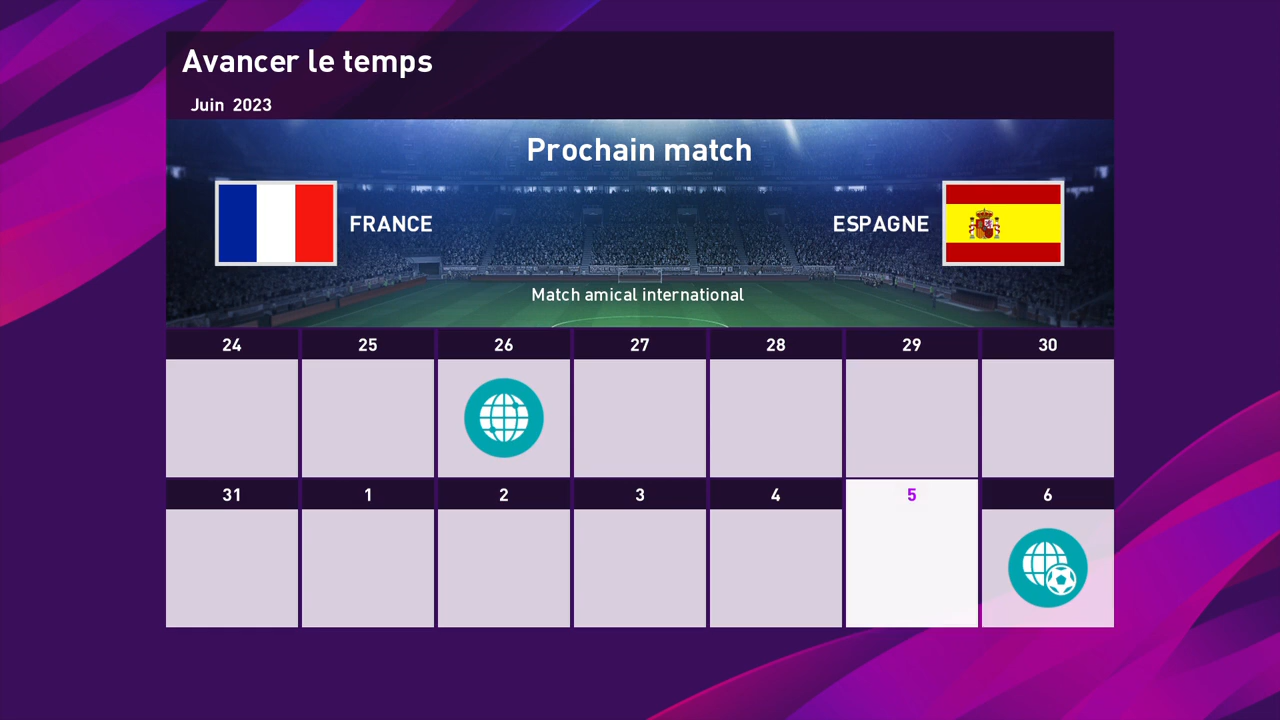 Avancer le temps
Juin 2023
Prochain match
FRANCE
ESPAGNE
Match amical international
24 25 26 27 28 29 30
31 1 2 3 4 5 6